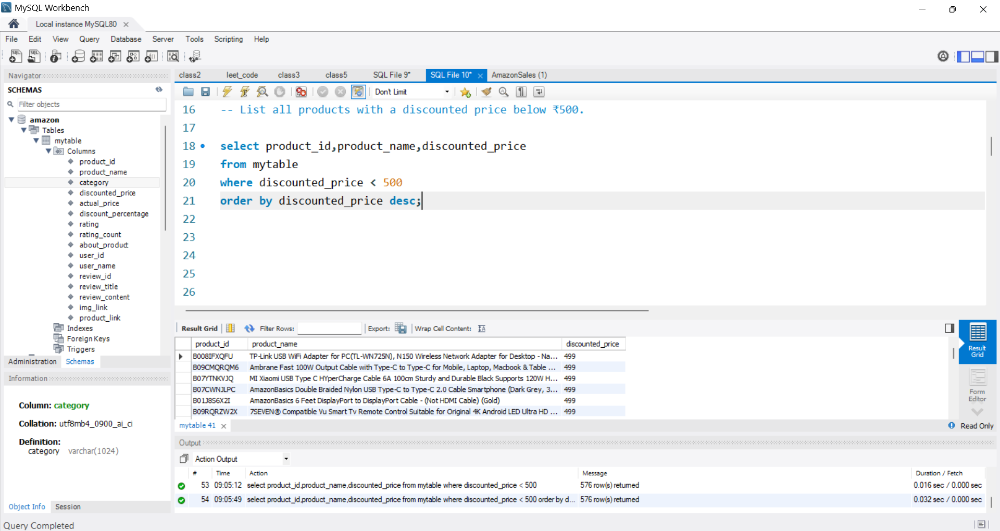 MySQL Workbench
Local instance MySQL80
File Edit View Query Database Server Tools Scripting Help
Navigator
SCHEMAS
Filter objects
amazon
Tables
mytable
Columns
product_id
product_name
category
discounted_price
actual_price
discount_percentage
rating
rating_count
about_product
user_id
user_name
review_id
review_title
review_content
img_link
product_link
Indexes
Foreign Keys
Triggers
Administration Schemas
Information
Column: category
Collation: utf8mb4_0900_ai_ci
Definition:
category varchar(1024)
Object Info Session
Query Completed
class2 leet_code class3 class5 SQL File 9* SQL File 10* AmazonSales (1)
Don't Limit
16 -- List all products with a discounted price below ₹500.
17
18 select product_id,product_name,discounted_price
19 from mytable
20 where discounted_price < 500
21 order by discounted_price desc;
22
23
24
25
26
Result Grid Filter Rows: Export: Wrap Cell Content:
product_id product_name discounted_price
B008IFXQFU TP-Link USB WiFi Adapter for PC(TL-WN725N), N150 Wireless Network Adapter for Desktop - Na... 499
B09CMQRQM6 Ambrane Fast 100W Output Cable with Type-C to Type-C for Mobile, Laptop, Macbook & Table ... 499
B07YTNKVJQ MI Xiaomi USB Type C HYperCharge Cable 6A 100cm Sturdy and Durable Black Supports 120W H... 499
B07CWNJLPC AmazonBasics Double Braided Nylon USB Type-C to Type-C 2.0 Cable Smartphone (Dark Grey, 3... 499
B01J8S6X2I AmazonBasics 6 Feet DisplayPort to DisplayPort Cable - (Not HDMI Cable) (Gold) 499
B09RQRZW2X 7SEVEN® Compatible Vu Smart Tv Remote Control Suitable for Original 4K Android LED Ultra HD ... 499
Result
Grid
Form
Editor
mytable 41
Read Only
Output
Action Output
# Time Action Message Duration / Fetch
53 09:05:12 select product_id,product_name,discounted_price from mytable where discounted_price < 500 576 row(s) returned 0.016 sec / 0.000 sec
54 09:05:49 select product_id,product_name,discounted_price from mytable where discounted_price < 500 order by d... 576 row(s) returned 0.032 sec / 0.000 sec